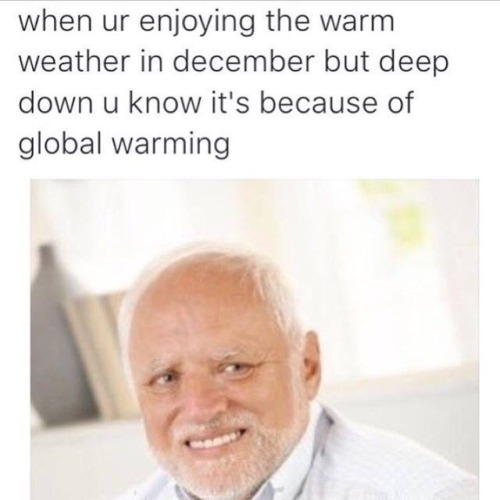 when ur enjoying the warm
weather in december but deep
down u know it's because of
global warming